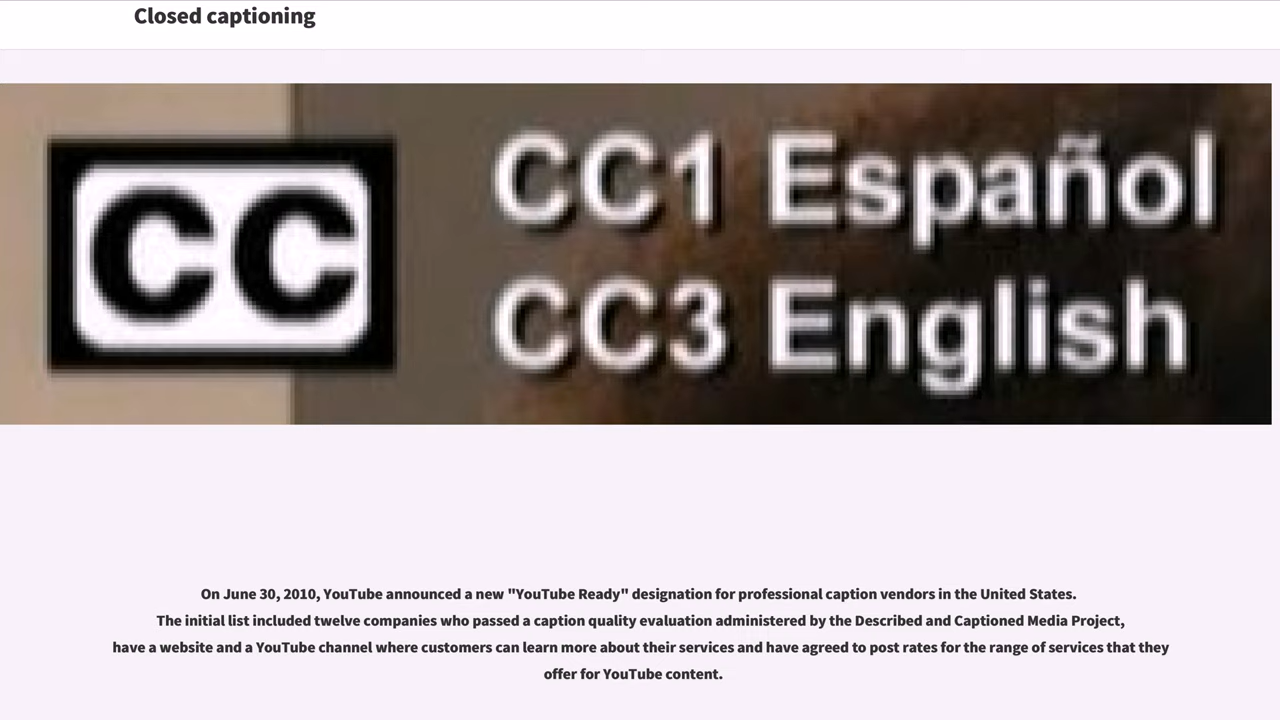 Closed captioning
CC
CC1 Español
CC3 English
On June 30, 2010, YouTube announced a new "YouTube Ready" designation for professional caption vendors in the United States.
The initial list included twelve companies who passed a caption quality evaluation administered by the Described and Captioned Media Project,
have a website and a YouTube channel where customers can learn more about their services and have agreed to post rates for the range of services that they
offer for YouTube content.